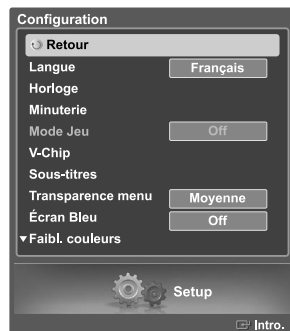 Configuration
Retour
Langue Français
Horloge
Minuterie
Mode Jeu Off
V-Chip
Sous-titres
Transparence menu Moyenne
Écran Bleu Off
▼Faibl. couleurs
Setup
Intro.